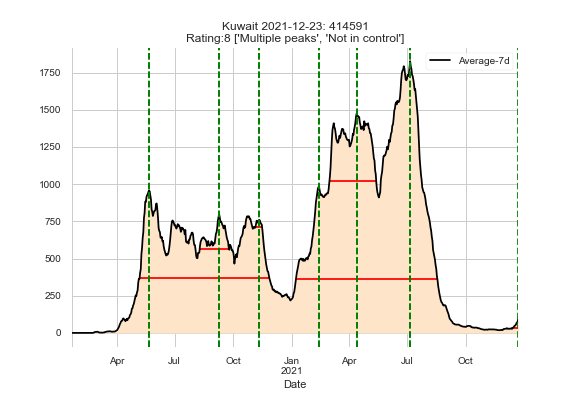 Kuwait 2021-12-23: 414591
Rating:8 ['Multiple peaks', 'Not in control']
Average-7d
1750
1500
1250
1000
750
500
250
0
Apr
Jul
Oct
Jan
2021
Apr
Jul
Oct
Date